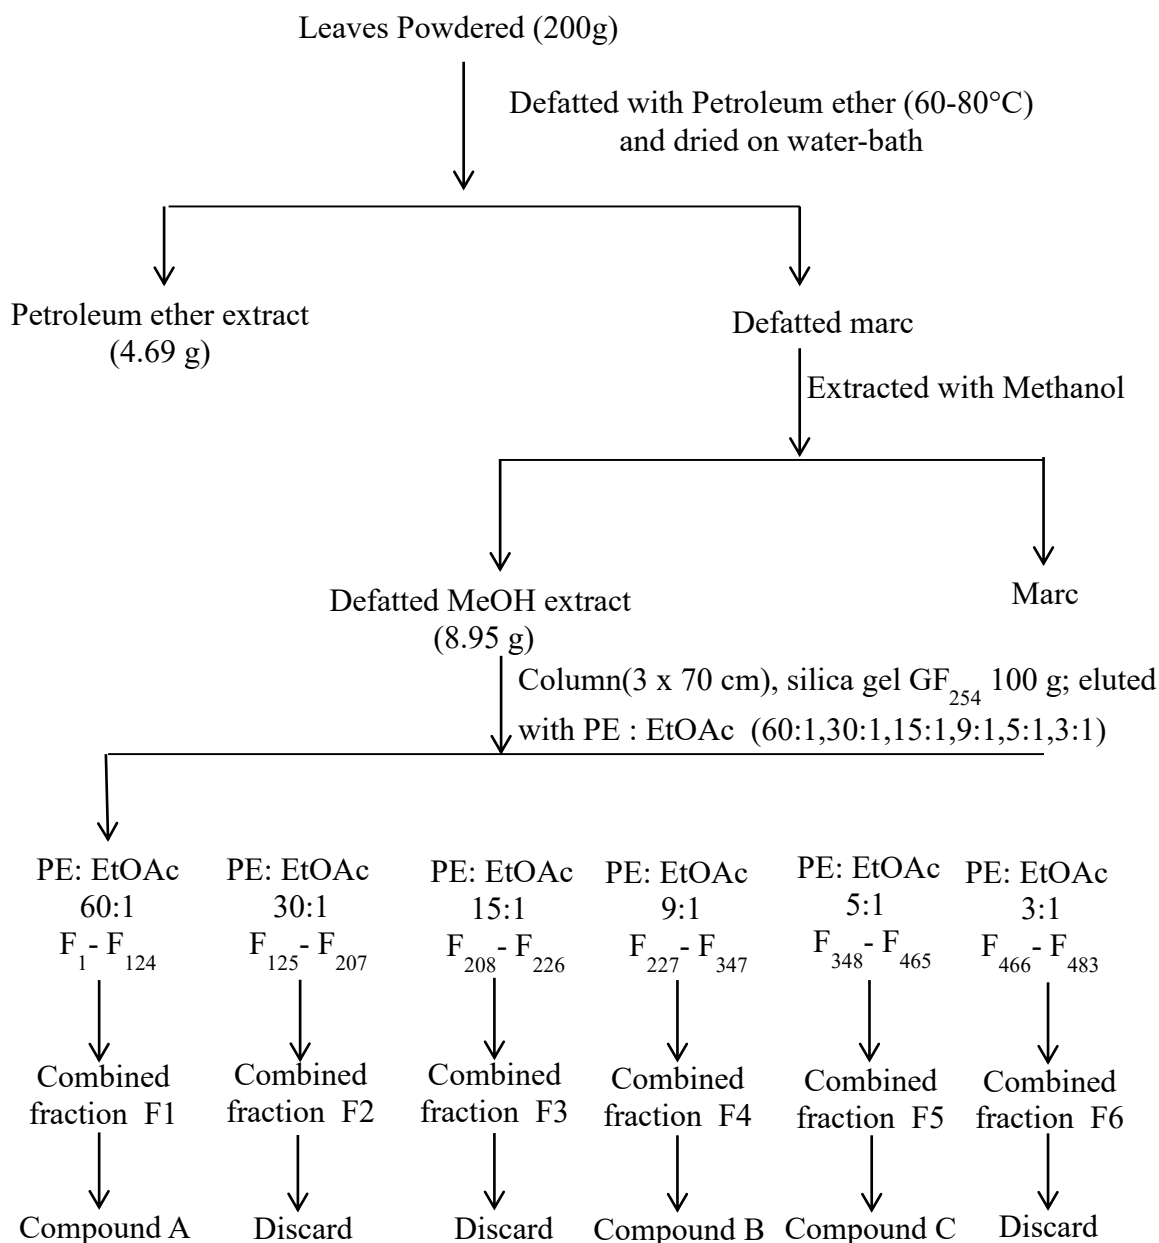 Leaves Powdered (200g)
Defatted with Petroleum ether (60-80°C)
and dried on water-bath
Petroleum ether extract
(4.69 g)
Defatted marc
Extracted with Methanol
Defatted MeOH extract
(8.95 g)
Marc
Column(3 x 70 cm), silica gel GF254 100 g; eluted
with PE : EtOAc (60:1,30:1,15:1,9:1,5:1,3:1)
PE: EtOAc
60:1
F1- F124
Combined
fraction F1
Compound A
PE: EtOAc
30:1
F125- F207
Combined
fraction F2
Discard
PE: EtOAc
15:1
F208- F226
Combined
fraction F3
Discard
PE: EtOAc
9:1
F227- F347
Combined
fraction F4
Compound B
PE: EtOAc
5:1
F348- F465
Combined
fraction F5
Compound C
PE: EtOAc
3:1
F466- F483
Combined
fraction F6
Discard